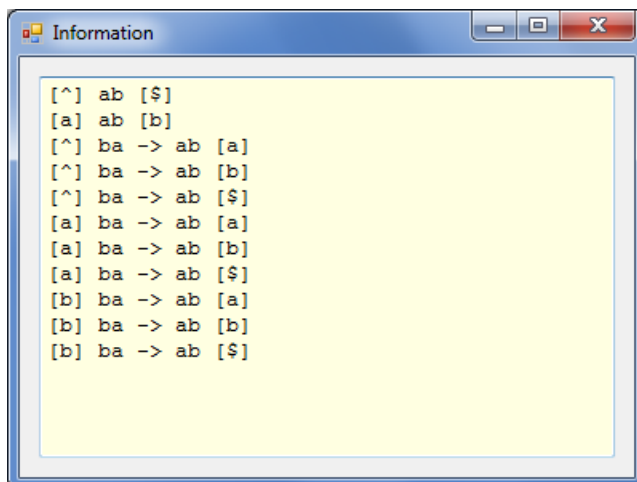 Information
[^] ab [$]
[a] ab [b]
[^] ba -> ab [a]
[^] ba -> ab [b]
[^] ba -> ab [$]
[a] ba -> ab [a]
[a] ba -> ab [b]
[a] ba -> ab [$]
[b] ba -> ab [a]
[b] ba -> ab [b]
[b] ba -> ab [$]